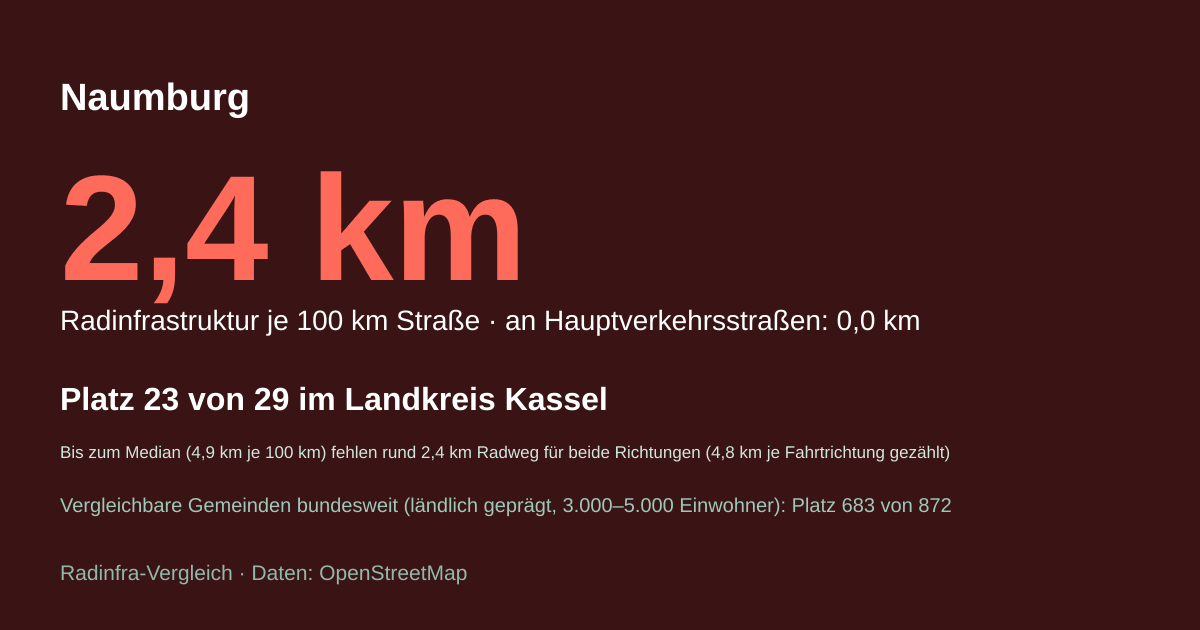 Naumburg
2,4 km
Radinfrastruktur je 100 km Straße · an Hauptverkehrsstraßen: 0,0 km
Platz 23 von 29 im Landkreis Kassel
Bis zum Median (4,9 km je 100 km) fehlen rund 2,4 km Radweg für beide Richtungen (4,8 km je Fahrtrichtung gezählt)
Vergleichbare Gemeinden bundesweit (ländlich geprägt, 3.000–5.000 Einwohner): Platz 683 von 872
Radinfra-Vergleich · Daten: OpenStreetMap